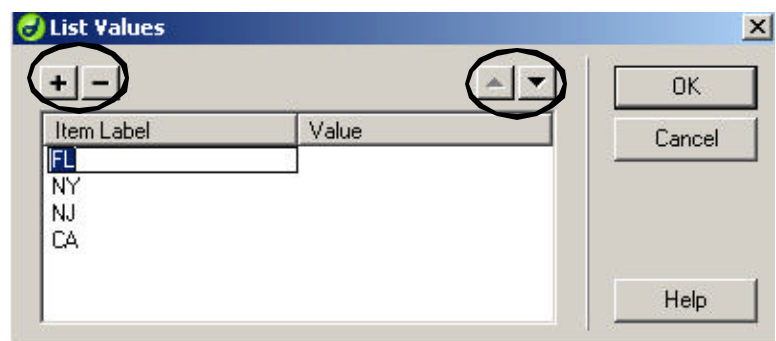 List Values
+ -
OK
Item Label Value
Cancel
FL
NY
NJ
CA
Help